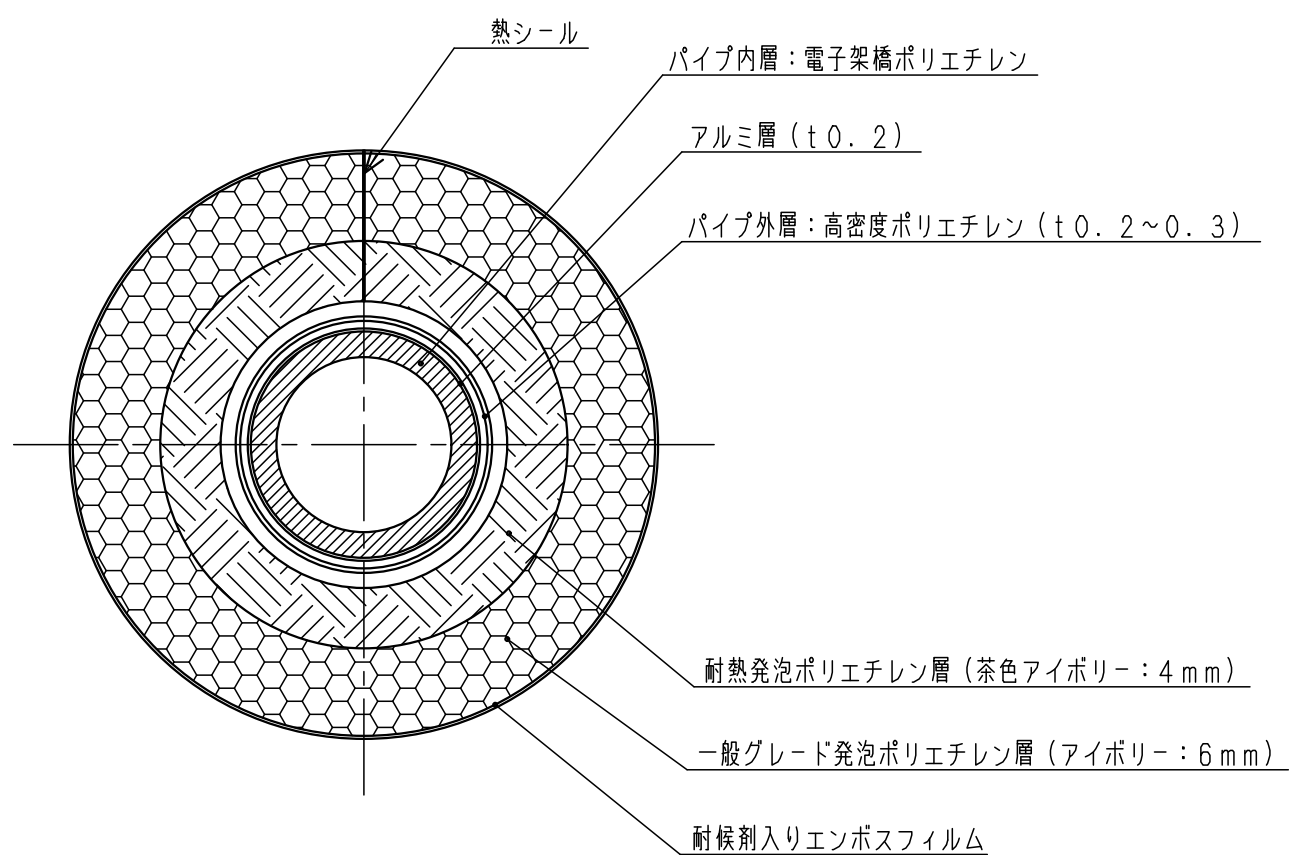 熱シール
パイプ内層：電子架橋ポリエチレン
アルミ層（ｔ０．２）
パイプ外層：高密度ポリエチレン（ｔ０．２～０．３）
耐熱発泡ポリエチレン層（茶色アイボリー：４ｍｍ）
一般グレード発泡ポリエチレン層（アイボリー：６ｍｍ）
耐候剤入りエンボスフィルム